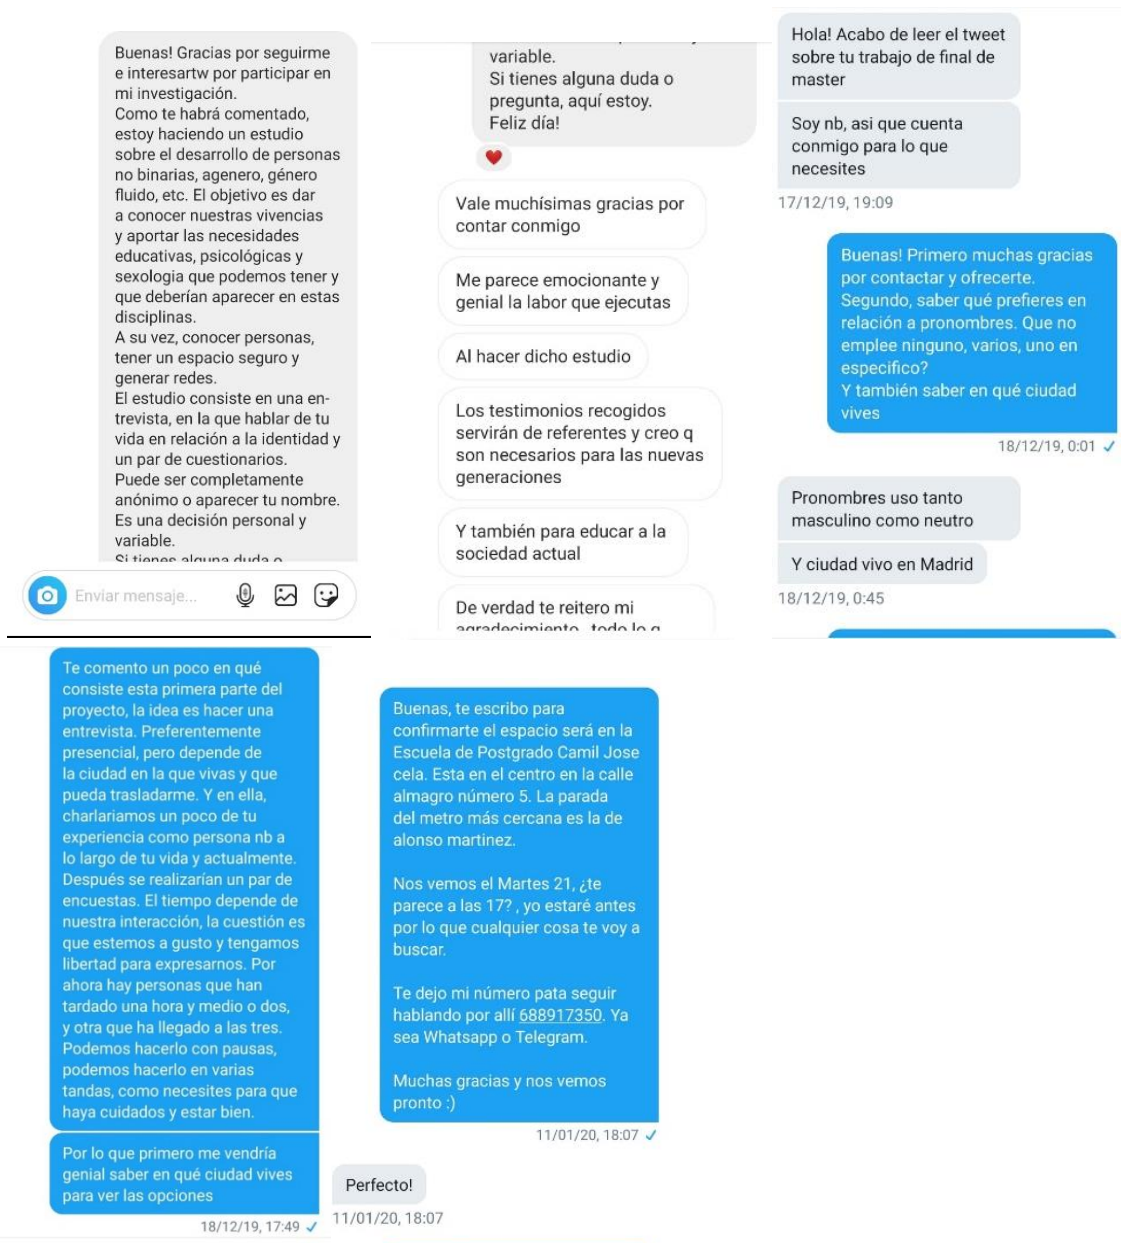 Buenas! Gracias por seguirme
e interesartw por participar en
mi investigación.
Como te habrá comentado,
estoy haciendo un estudio
sobre el desarrollo de personas
no binarias, agenero, género
fluido, etc. El objetivo es dar
a conocer nuestras vivencias
y aportar las necesidades
educativas, psicológicas y
sexologia que podemos tener y
que deberían aparecer en estas
disciplinas.
A su vez, conocer personas,
tener un espacio seguro y
generar redes.
El estudio consiste en una en-
trevista, en la que hablar de tu
vida en relación a la identidad y
un par de cuestionarios.
Puede ser completamente
anónimo o aparecer tu nombre.
Es una decisión personal y
variable.
Si tienes alguna duda o
Enviar mensaje...
variable.
Si tienes alguna duda o
pregunta, aquí estoy.
Feliz día!
Vale muchísimas gracias por
contar conmigo
Me parece emocionante y
genial la labor que ejecutas
Al hacer dicho estudio
Los testimonios recogidos
servirán de referentes y creo q
son necesarios para las nuevas
generaciones
Y también para educar a la
sociedad actual
De verdad te reitero mi
agradecimiento todo lo q
Hola! Acabo de leer el tweet
sobre tu trabajo de final de
master
Soy nb, asi que cuenta
conmigo para lo que
necesites
17/12/19, 19:09
Buenas! Primero muchas gracias
por contactar y ofrecerte.
Segundo, saber qué prefieres en
relación a pronombres. Que no
emplee ninguno, varios, uno en
especifico?
Y también saber en qué ciudad
vives
18/12/19, 0:01
Pronombres uso tanto
masculino como neutro
Y ciudad vivo en Madrid
18/12/19, 0:45
Te comento un poco en qué
consiste esta primera parte del
proyecto, la idea es hacer una
entrevista. Preferentemente
presencial, pero depende de
la ciudad en la que vivas y que
pueda trasladarme. Y en ella,
charlariamos un poco de tu
experiencia como persona nb a
lo largo de tu vida y actualmente.
Después se realizarían un par de
encuestas. El tiempo depende de
nuestra interacción, la cuestión es
que estemos a gusto y tengamos
libertad para expresarnos. Por
ahora hay personas que han
tardado una hora y medio o dos,
y otra que ha llegado a las tres.
Podemos hacerlo con pausas,
podemos hacerlo en varias
tandas, como necesites para que
haya cuidados y estar bien.
Por lo que primero me vendría
genial saber en qué ciudad vives
para ver las opciones
18/12/19, 17:49
Buenas, te escribo para
confirmarte el espacio será en la
Escuela de Postgrado Camil Jose
cela. Esta en el centro en la calle
almagro número 5. La parada
del metro más cercana es la de
alonso martinez.
Nos vemos el Martes 21, ¿te
parece a las 17? , yo estaré antes
por lo que cualquier cosa te voy a
buscar.
Te dejo mi número pata seguir
hablando por allí 688917350. Ya
sea Whatsapp o Telegram.
Muchas gracias y nos vemos
pronto :)
11/01/20, 18:07
Perfecto!
11/01/20, 18:07